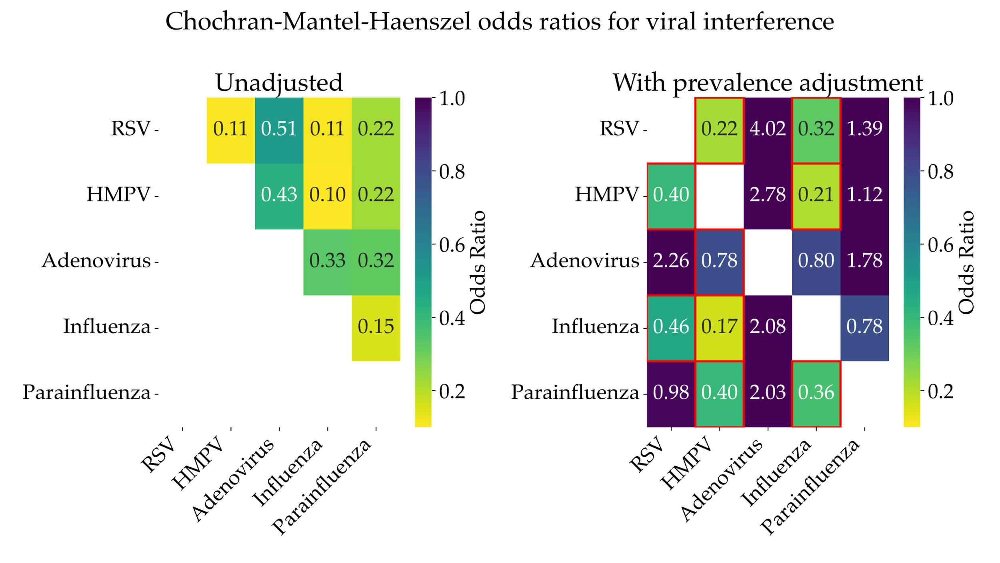 Chochran-Mantel-Haenszel odds ratios for viral interference
Unadjusted
RSV
HMPV
Adenovirus
Influenza
Parainfluenza
0.11 0.51 0.11 0.22
0.43 0.10 0.22
0.33 0.32
0.15
RSV
HMPV
Adenovirus
Influenza
Parainfluenza
1.0
0.8
0.6
0.4
0.2
Odds Ratio
With prevalence adjustment
RSV
HMPV
Adenovirus
Influenza
Parainfluenza
0.22 4.02 0.32 1.39
0.40 2.78 0.21 1.12
2.26 0.78 0.80 1.78
0.46 0.17 2.08 0.78
0.98 0.40 2.03 0.36
RSV
HMPV
Adenovirus
Influenza
Parainfluenza
1.0
0.8
0.6
0.4
0.2
Odds Ratio